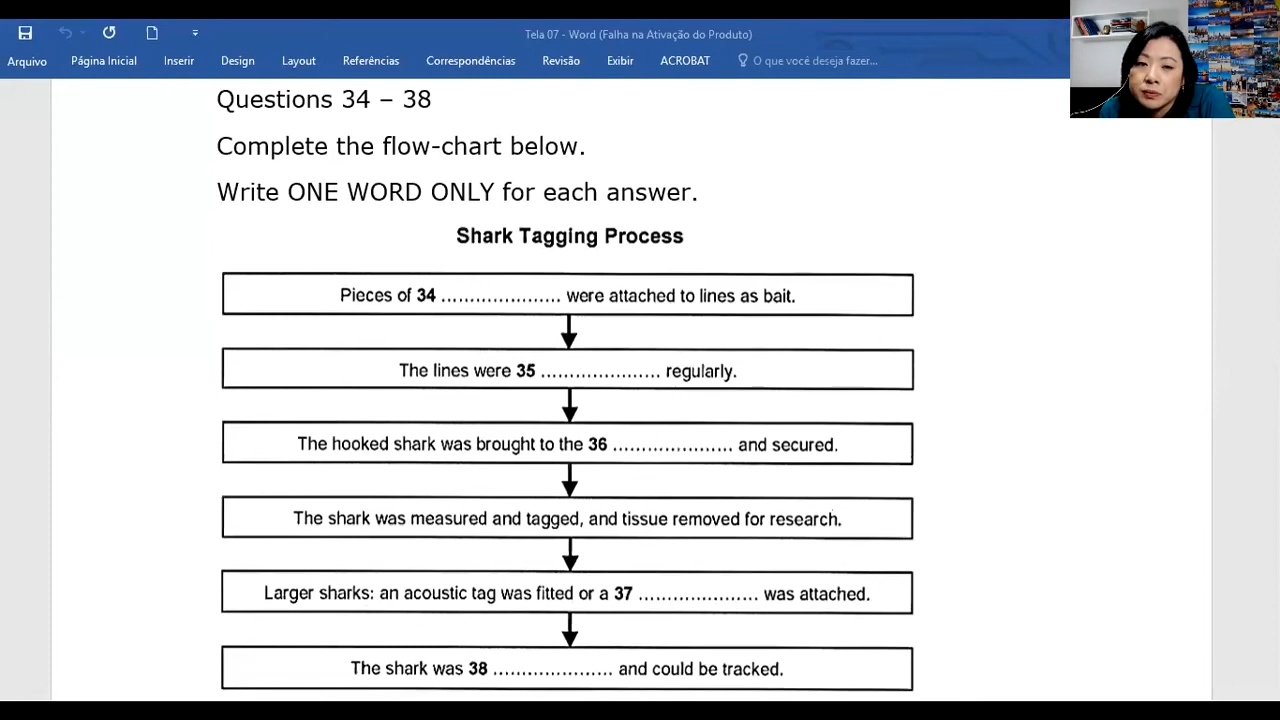 Tela 07 - Word (Falha na Ativação do Produto)
Arquivo Página Inicial Inserir Design Layout Referências Correspondências Revisão Exibir ACROBAT O que você deseja fazer...
Questions 34 – 38
Complete the flow-chart below.
Write ONE WORD ONLY for each answer.
Shark Tagging Process
Pieces of 34 ..................... were attached to lines as bait.
The lines were 35 ..................... regularly.
The hooked shark was brought to the 36 ..................... and secured.
The shark was measured and tagged, and tissue removed for research.
Larger sharks: an acoustic tag was fitted or a 37 ..................... was attached.
The shark was 38 ..................... and could be tracked.